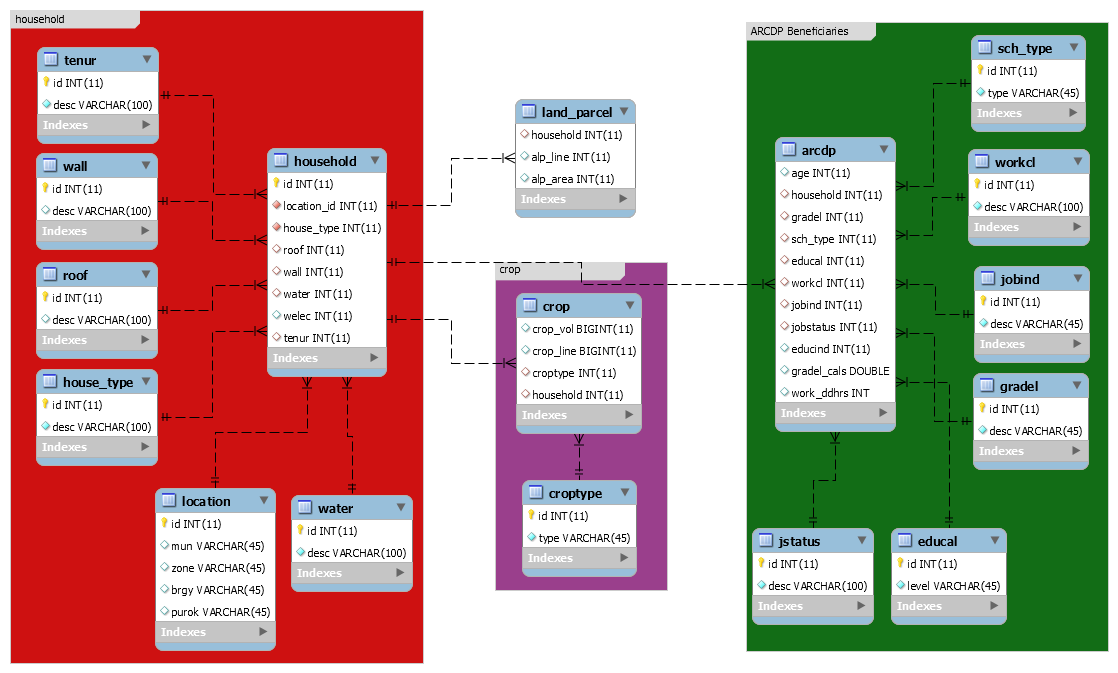 household
tenur
id INT(11)
desc VARCHAR(100)
Indexes
wall
id INT(11)
desc VARCHAR(100)
Indexes
roof
id INT(11)
desc VARCHAR(100)
Indexes
house_type
id INT(11)
desc VARCHAR(100)
Indexes
household
id INT(11)
location_id INT(11)
house_type INT(11)
roof INT(11)
wall INT(11)
water INT(11)
welec INT(11)
tenur INT(11)
Indexes
location
id INT(11)
mun VARCHAR(45)
zone VARCHAR(45)
brgy VARCHAR(45)
purok VARCHAR(45)
Indexes
water
id INT(11)
desc VARCHAR(100)
Indexes
land_parcel
household INT(11)
alp_line INT(11)
alp_area INT(11)
Indexes
crop
crop
crop_vol BIGINT(11)
crop_line BIGINT(11)
croptype INT(11)
household INT(11)
Indexes
croptype
id INT(11)
type VARCHAR(45)
Indexes
ARCDP Beneficiaries
arcdp
age INT(11)
household INT(11)
gradel INT(11)
sch_type INT(11)
educal INT(11)
workcl INT(11)
jobind INT(11)
jobstatus INT(11)
educind INT(11)
gradel_cals DOUBLE
work_ddhrs INT
Indexes
sch_type
id INT(11)
type VARCHAR(45)
Indexes
workcl
id INT(11)
desc VARCHAR(100)
Indexes
jobind
id INT(11)
desc VARCHAR(45)
Indexes
gradel
id INT(11)
desc VARCHAR(45)
Indexes
jstatus
id INT(11)
desc VARCHAR(100)
Indexes
educal
id INT(11)
level VARCHAR(45)
Indexes